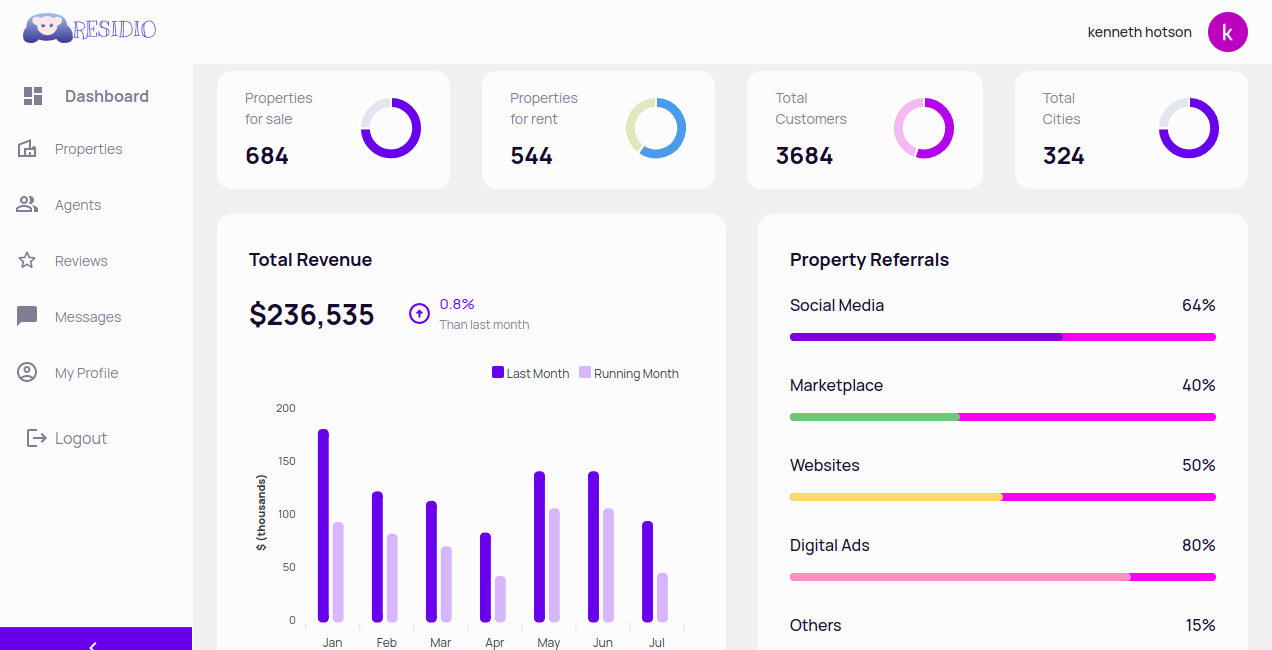 RESIDIO
kenneth hotson
k
Dashboard
Properties
Agents
Reviews
Messages
My Profile
Logout
Properties
for sale
684
Properties
for rent
544
Total
Customers
3684
Total
Cities
324
Total Revenue
$236,535
0.8%
Than last month
Last Month Running Month
$ (thousands)
200
150
100
50
0
Jan Feb Mar Apr May Jun Jul
Property Referrals
Social Media 64%
Marketplace 40%
Websites 50%
Digital Ads 80%
Others 15%